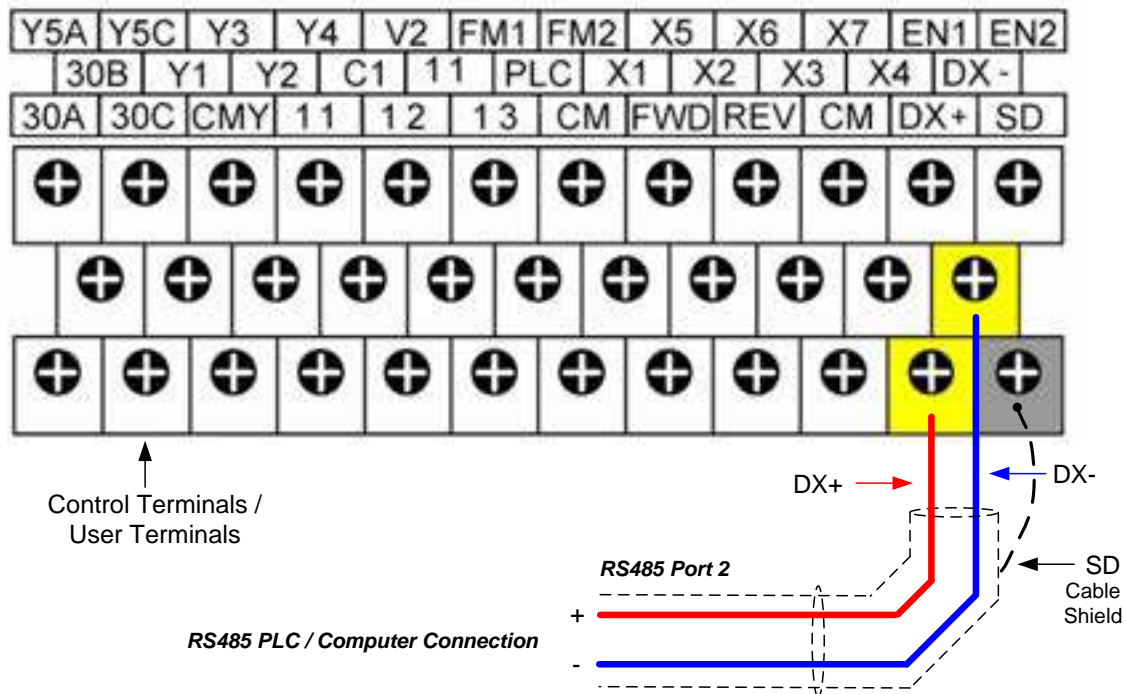 Y5A Y5C Y3 Y4 V2 FM1 FM2 X5 X6 X7 EN1 EN2
30B Y1 Y2 C1 11 PLC X1 X2 X3 X4 DX -
30A 30C CMY 11 12 13 CM FWD REV CM DX+ SD
Control Terminals /
User Terminals
DX+
DX-
SD
Cable
Shield
RS485 Port 2
+
RS485 PLC / Computer Connection
-